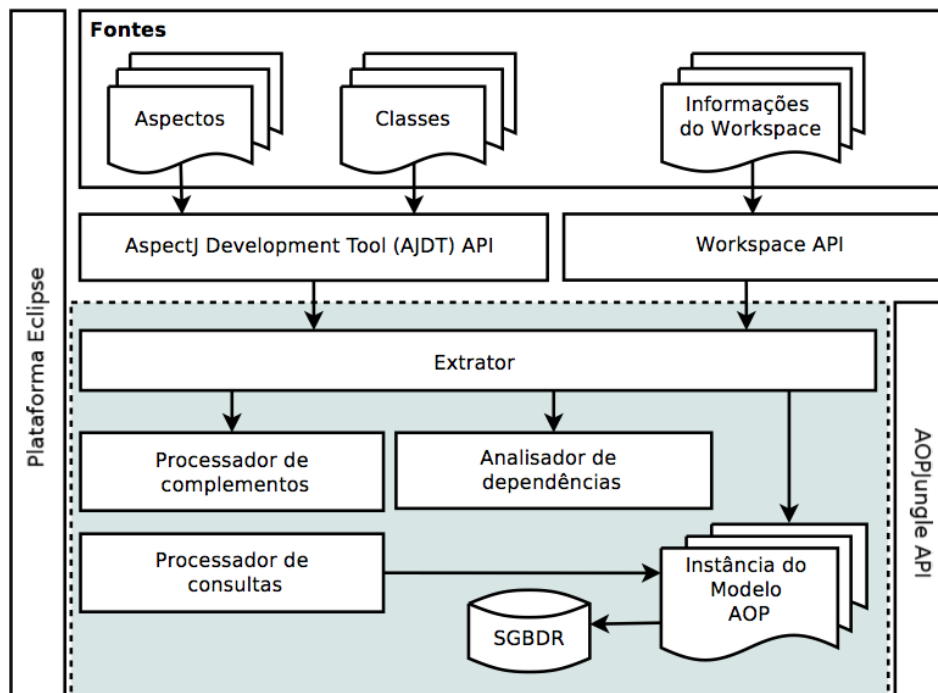 Fontes
Aspectos
Classes
Informações
do Workspace
AspectJ Development Tool (AJDT) API
Workspace API
Plataforma Eclipse
Extrator
Processador de
complementos
Analisador de
dependências
Processador de
consultas
Instância do
Modelo
AOP
SGBDR
AOPJungle API